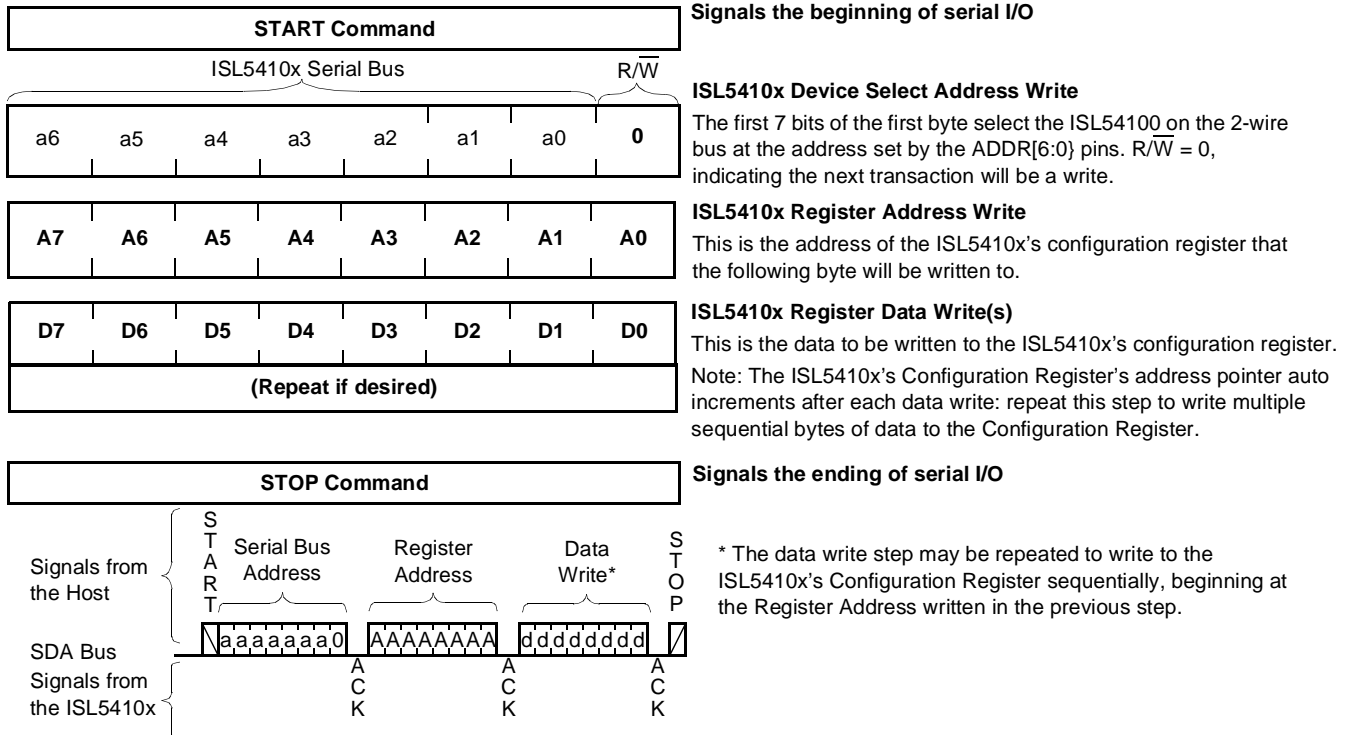 START Command
Signals the beginning of serial I/O
ISL5410x Serial Bus
R/W
a6 a5 a4 a3 a2 a1 a0 0
ISL5410x Device Select Address Write
The first 7 bits of the first byte select the ISL54100 on the 2-wire
bus at the address set by the ADDR[6:0} pins. R/W = 0,
indicating the next transaction will be a write.
A7 A6 A5 A4 A3 A2 A1 A0
ISL5410x Register Address Write
This is the address of the ISL5410x's configuration register that
the following byte will be written to.
D7 D6 D5 D4 D3 D2 D1 D0
(Repeat if desired)
ISL5410x Register Data Write(s)
This is the data to be written to the ISL5410x's configuration register.
Note: The ISL5410x's Configuration Register's address pointer auto
increments after each data write: repeat this step to write multiple
sequential bytes of data to the Configuration Register.
STOP Command
Signals the ending of serial I/O
Signals from
the Host
START
Serial Bus
Address
Register
Address
Data
Write*
STOP
* The data write step may be repeated to write to the
ISL5410x's Configuration Register sequentially, beginning at
the Register Address written in the previous step.
SDA Bus
a a a a a a a 0 A A A A A A A A d d d d d d d d
Signals from
the ISL5410x
ACK
ACK
ACK